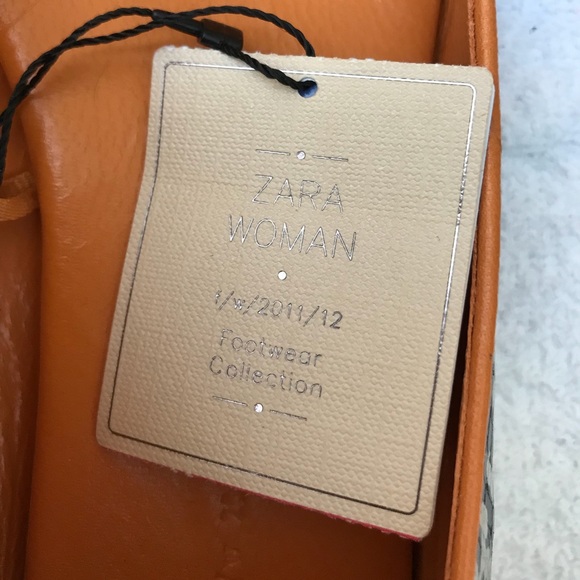 ZARA
WOMAN
f/w/2011/12
Footwear
Collection